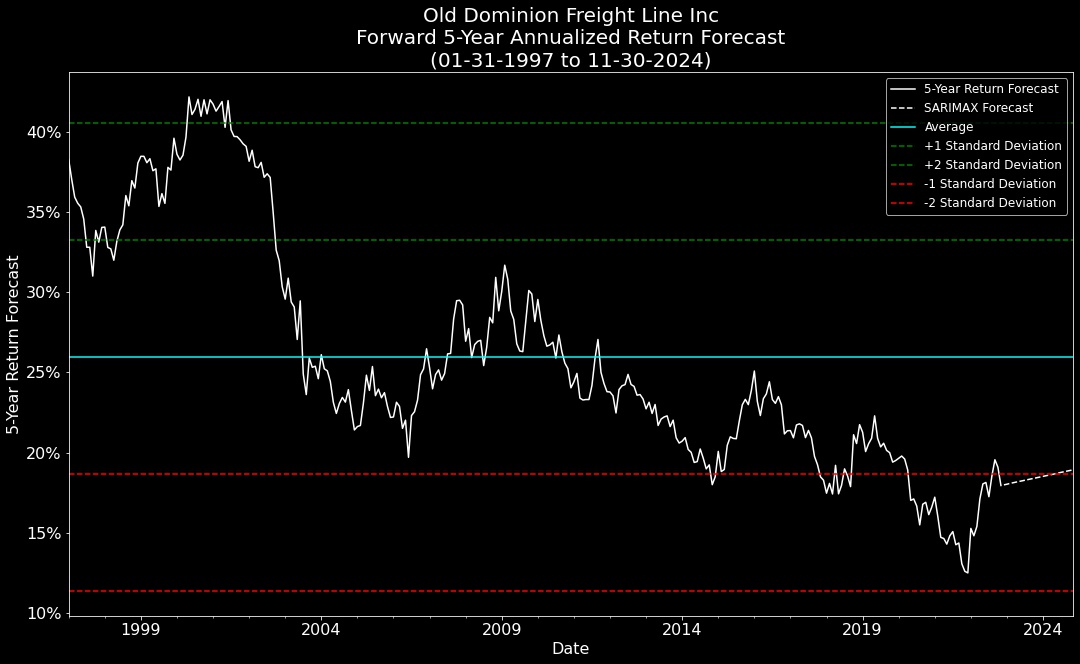 Old Dominion Freight Line Inc
Forward 5-Year Annualized Return Forecast
(01-31-1997 to 11-30-2024)
5-Year Return Forecast
SARIMAX Forecast
Average
+1 Standard Deviation
+2 Standard Deviation
-1 Standard Deviation
-2 Standard Deviation
5-Year Return Forecast
40%
35%
30%
25%
20%
15%
10%
1999 2004 2009 2014 2019 2024
Date